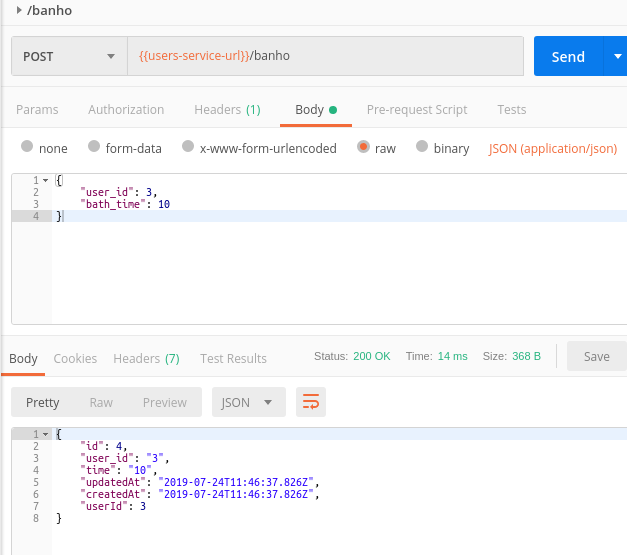 /banho
POST {{users-service-url}}/banho Send
Params Authorization Headers (1) Body Pre-request Script Tests
none form-data x-www-form-urlencoded raw binary JSON (application/json)
1 {
2 "user_id": 3,
3 "bath_time": 10
4 }
Body Cookies Headers (7) Test Results Status: 200 OK Time: 14 ms Size: 368 B Save
Pretty Raw Preview JSON
1 {
2 "id": 4,
3 "user_id": "3",
4 "time": "10",
5 "updatedAt": "2019-07-24T11:46:37.826Z",
6 "createdAt": "2019-07-24T11:46:37.826Z",
7 "userId": 3
8 }